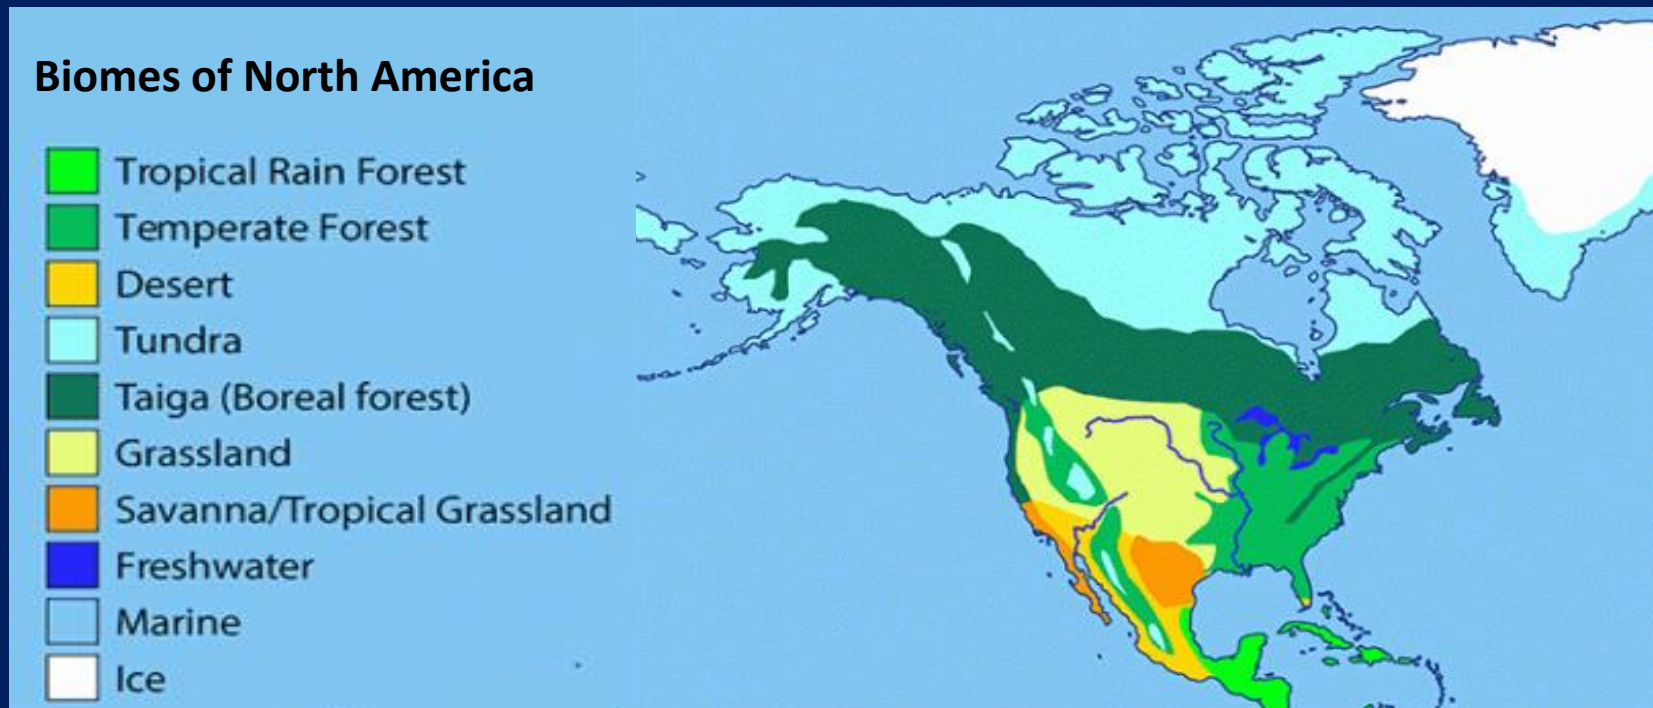 Biomes of North America
Tropical Rain Forest
Temperate Forest
Desert
Tundra
Taiga (Boreal forest)
Grassland
Savanna/Tropical Grassland
Freshwater
Marine
Ice